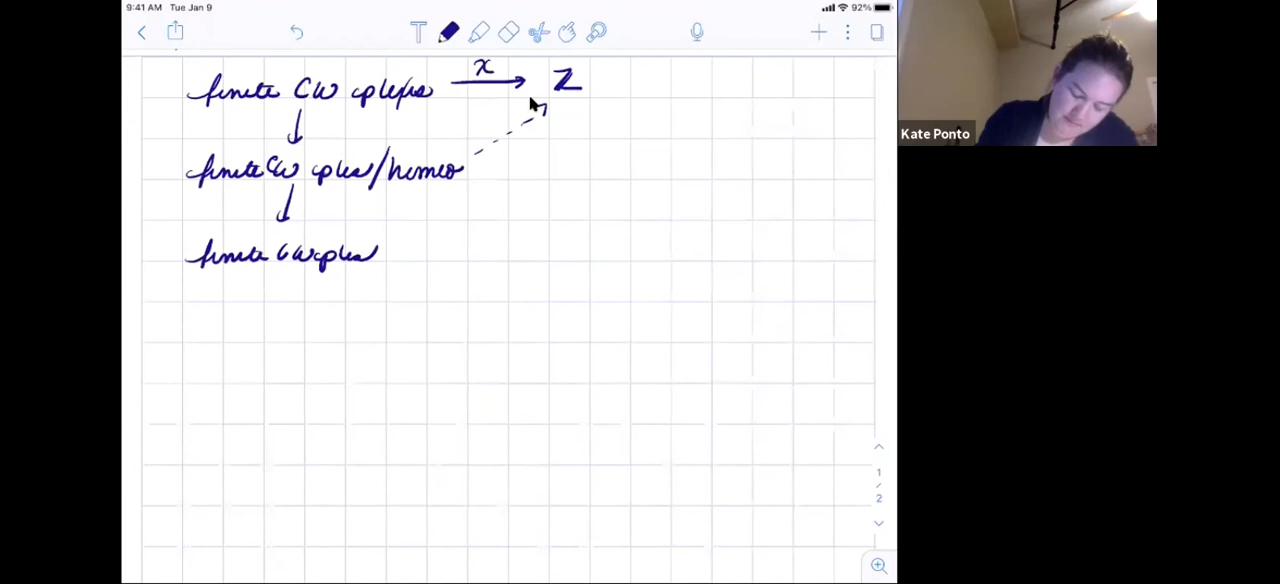 9:41 AM Tue Jan 9
92%
finite CW cplexes χ Z
finite CW cplxs/homeo
finite CW cplxs
Kate Ponto
1
/
2